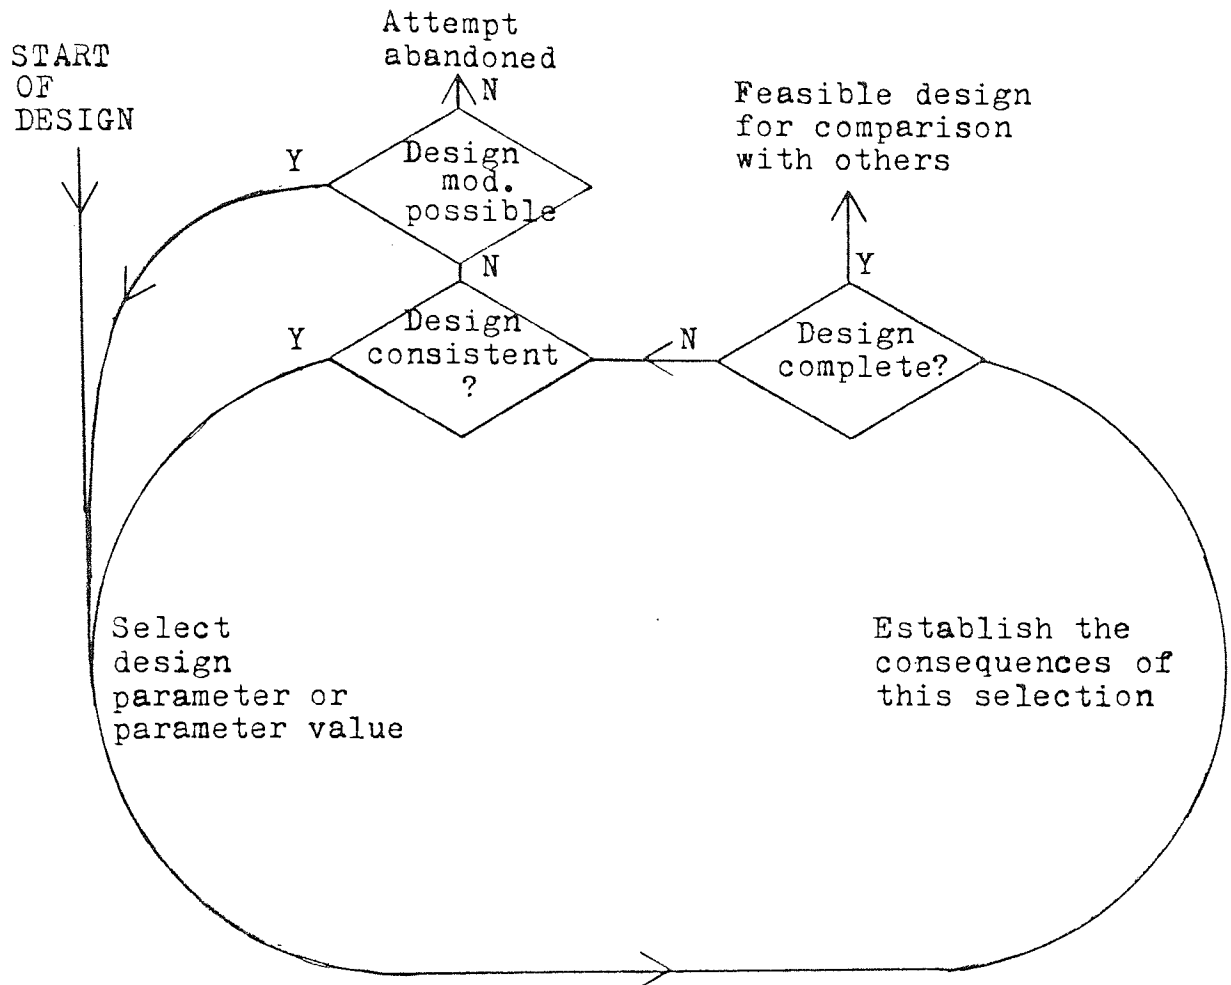 START
OF
DESIGN
Attempt
abandoned
N
Feasible design
for comparison
with others
Y
Design
mod.
possible
N
Y
Y
Design
consistent
?
N
Design
complete?
Select
design
parameter or
parameter value
Establish the
consequences of
this selection